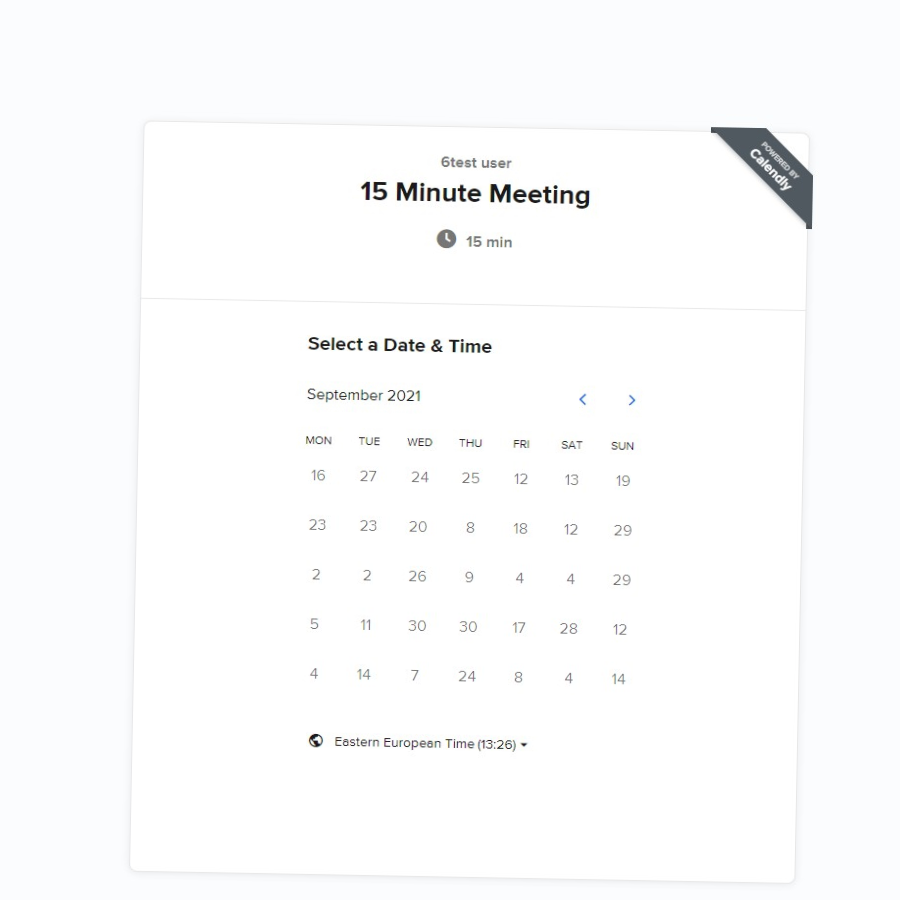 POWERED BY
Calendly
6test user
15 Minute Meeting
15 min
Select a Date & Time
September 2021
MON TUE WED THU FRI SAT SUN
16 27 24 25 12 13 19
23 23 20 8 18 12 29
2 2 26 9 4 4 29
5 11 30 30 17 28 12
4 14 7 24 8 4 14
Eastern European Time (13:26)